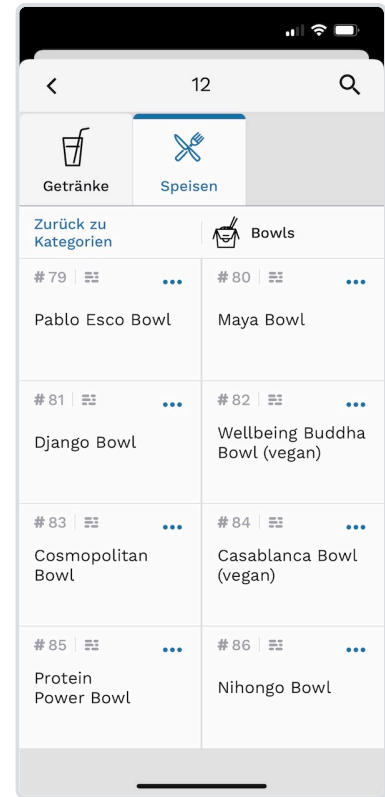 12
Getränke
Speisen
Zurück zu
Kategorien
Bowls
#79
#80
Pablo Esco Bowl
Maya Bowl
#81
#82
Django Bowl
Wellbeing Buddha
Bowl (vegan)
#83
#84
Cosmopolitan
Bowl
Casablanca Bowl
(vegan)
#85
#86
Protein
Power Bowl
Nihongo Bowl